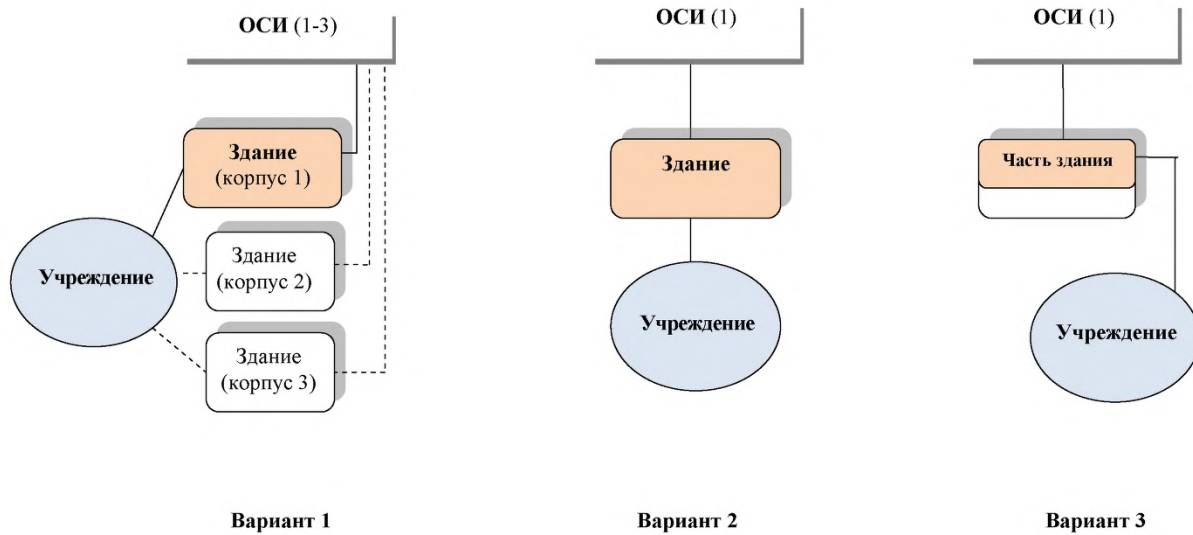 ОСИ (1-3)
Здание
(корпус 1)
Учреждение
Здание
(корпус 2)
Здание
(корпус 3)
Вариант 1
ОСИ (1)
Здание
Учреждение
Вариант 2
ОСИ (1)
Часть здания
Учреждение
Вариант 3